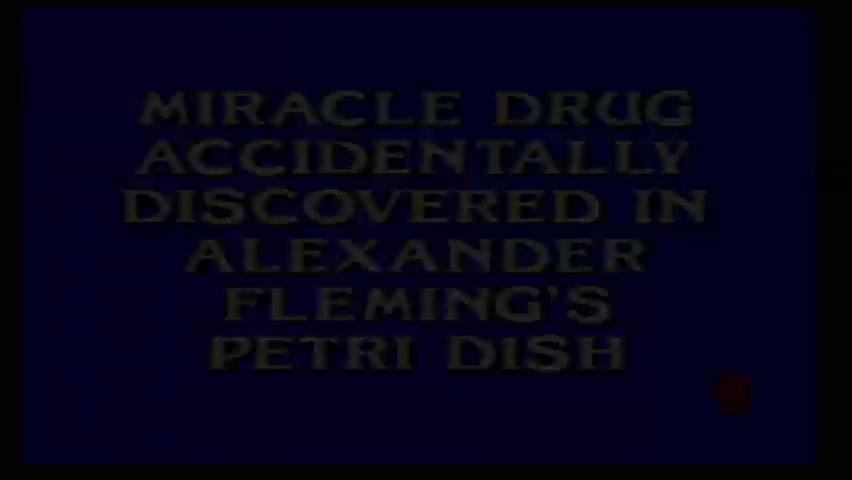 MIRACLE DRUG
ACCIDENTALLY
DISCOVERED IN
ALEXANDER
FLEMING'S
PETRI DISH